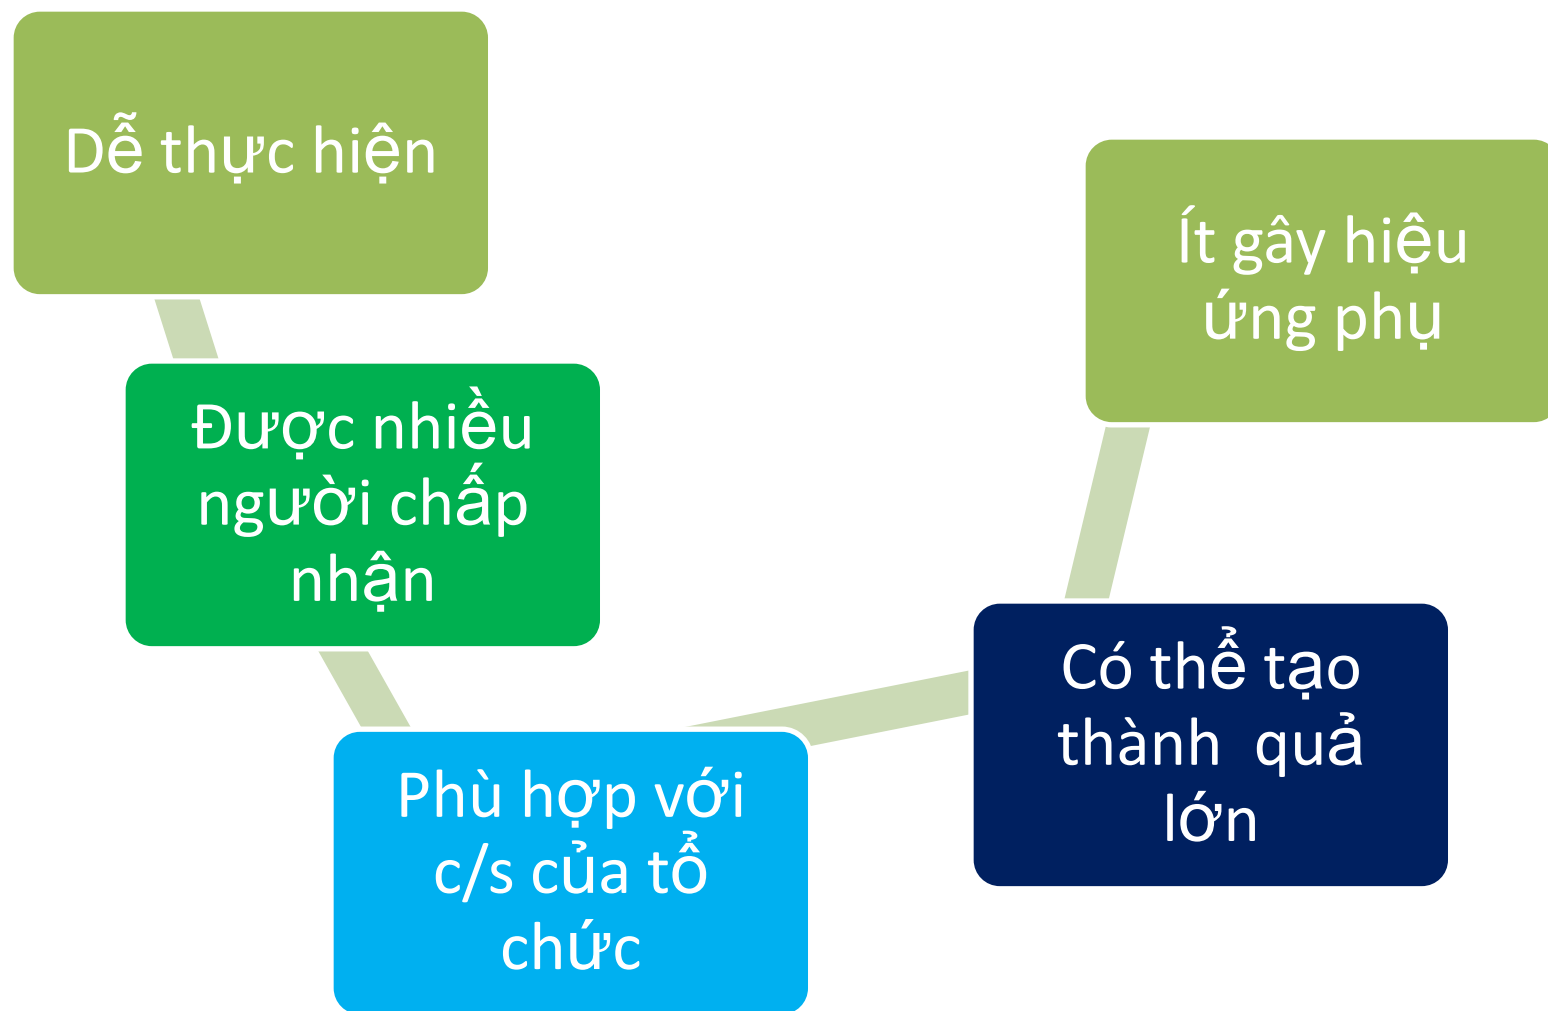 Dễ thực hiện
Được nhiều
người chấp
nhận
Phù hợp với
c/s của tổ
chức
Có thể tạo
thành  quả
lớn
Ít gây hiệu
ứng phụ